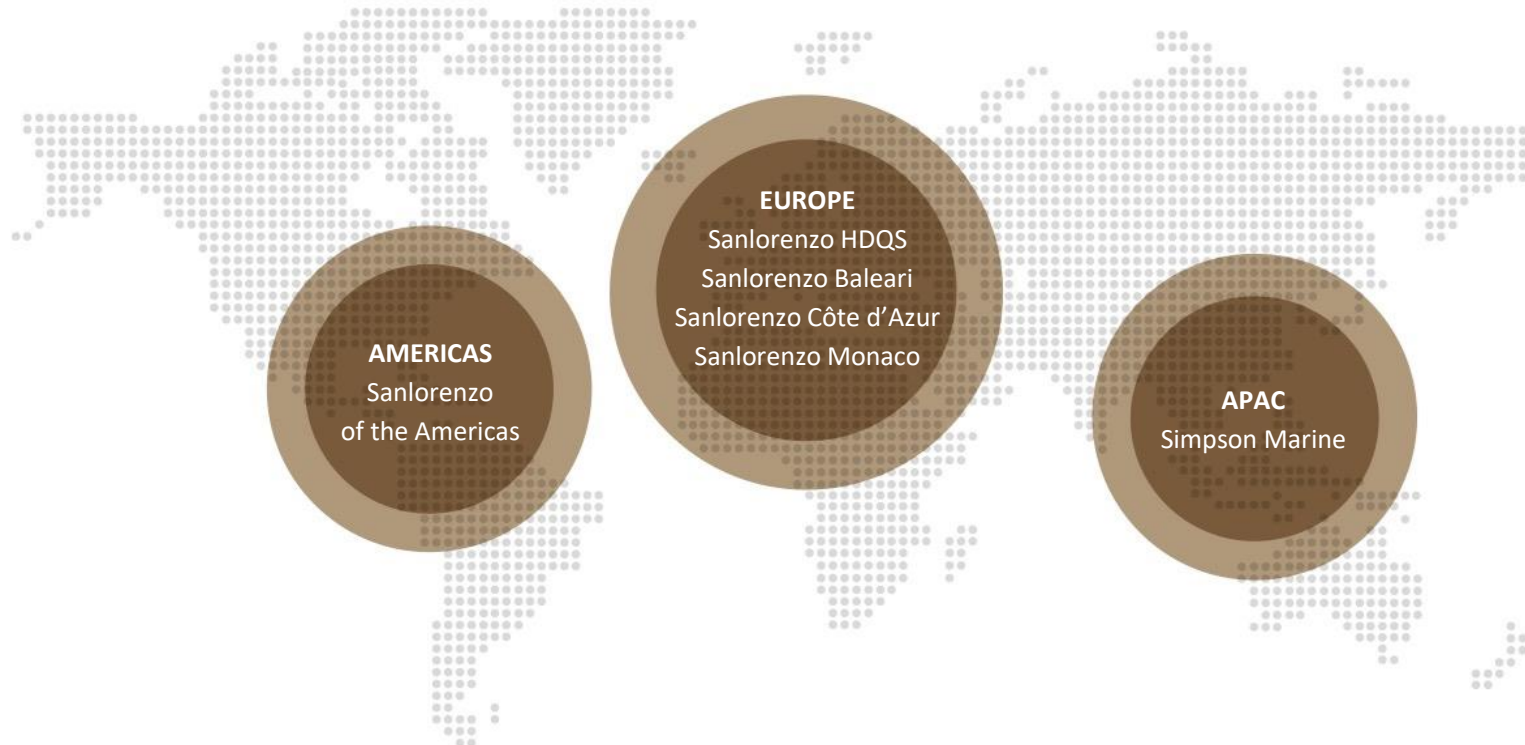 EUROPE
Sanlorenzo HDQS
Sanlorenzo Baleari
Sanlorenzo Côte d’Azur
Sanlorenzo Monaco
AMERICAS
Sanlorenzo
of the Americas
APAC
Simpson Marine